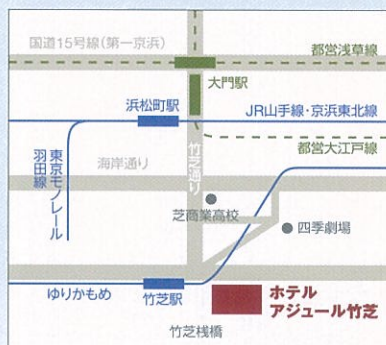 国道15号線(第一京浜)
都営浅草線
大門駅
浜松町駅
JR山手線・京浜東北線
都営大江戸線
竹芝通り
海岸通り
東京モノレール
羽田線
芝商業高校
四季劇場
ゆりかもめ
竹芝駅
ホテル
アジュール竹芝
竹芝桟橋